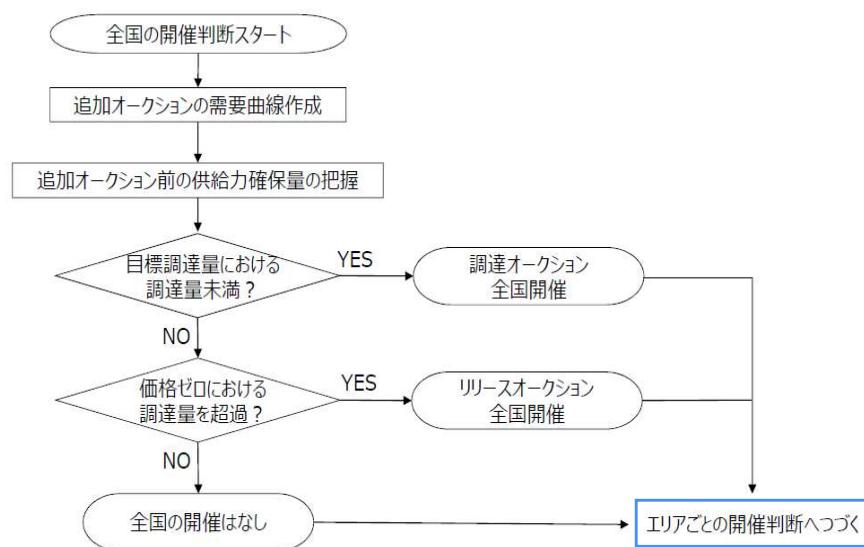 全国の開催判断スタート
追加オークションの需要曲線作成
追加オークション前の供給力確保量の把握
目標調達量における
調達量未満？
YES
調達オークション
全国開催
NO
価格ゼロにおける
調達量を超過？
YES
リリースオークション
全国開催
NO
全国の開催はなし
エリアごとの開催判断へつづく